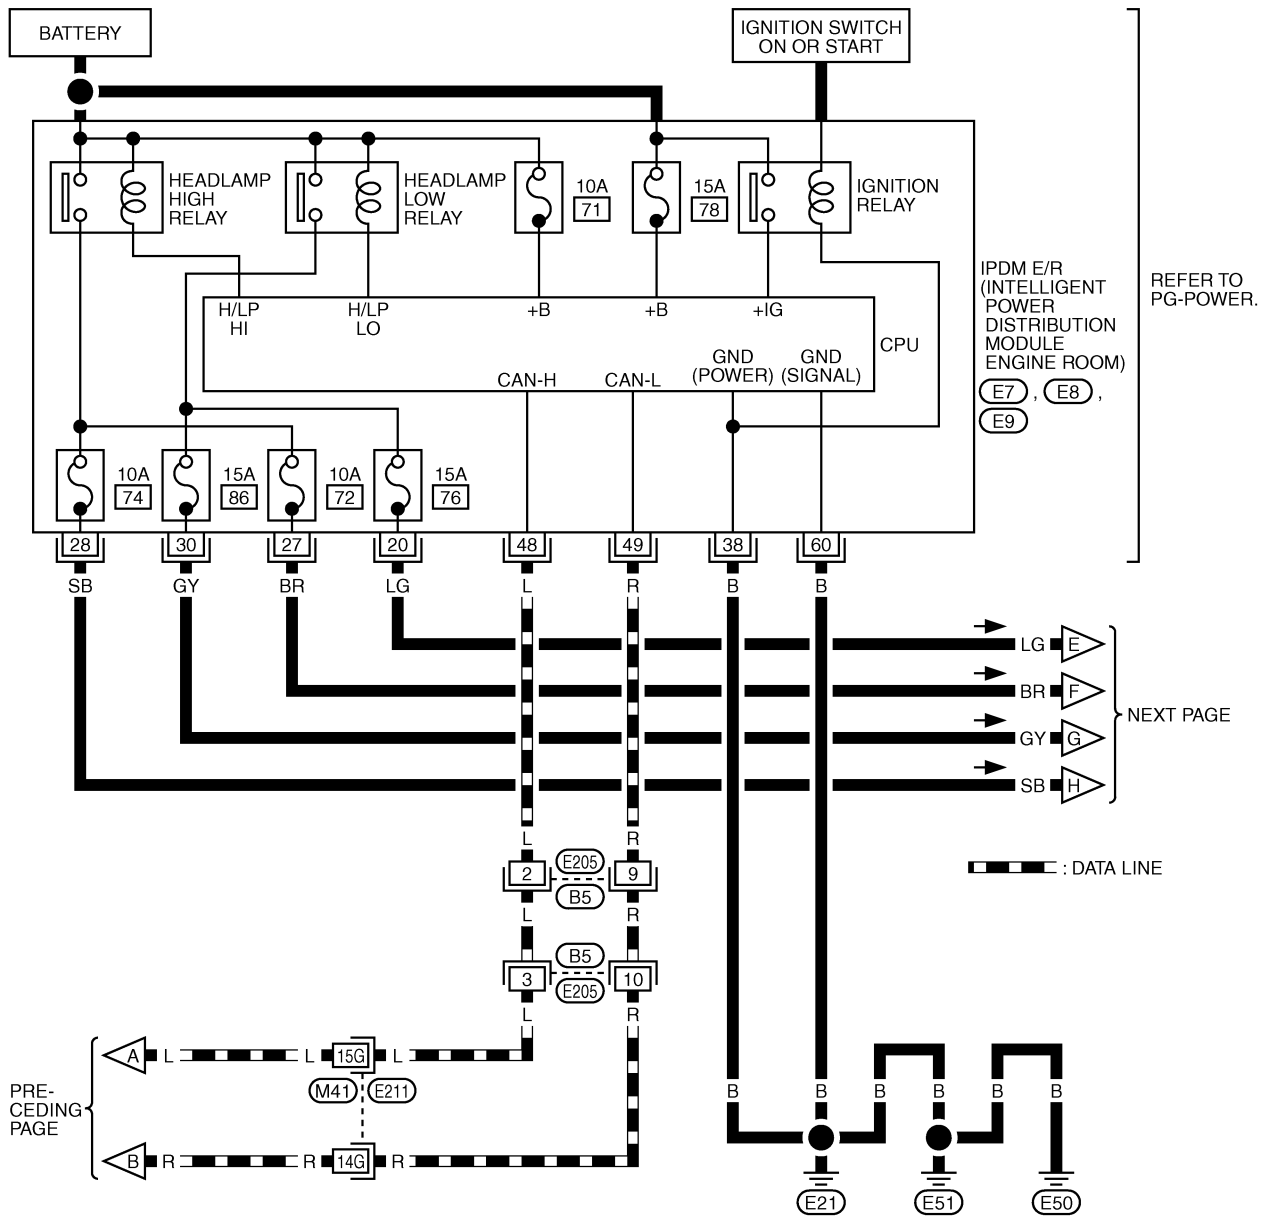 BATTERY
IGNITION SWITCH
ON OR START
HEADLAMP
HIGH
RELAY
HEADLAMP
LOW
RELAY
10A
71
15A
78
IGNITION
RELAY
IPDM E/R
(INTELLIGENT
POWER
DISTRIBUTION
MODULE
ENGINE ROOM)
E7 , E8 ,
E9
REFER TO
PG-POWER.
H/LP
HI
H/LP
LO
+B
+B
+IG
CPU
CAN-H
CAN-L
GND
(POWER)
GND
(SIGNAL)
10A
74
15A
86
10A
72
15A
76
28
30
27
20
48
49
38
60
SB
GY
BR
LG
L
R
B
B
LG E
BR F
GY G
SB H
NEXT PAGE
L
R
2
E205
B5
9
L
R
: DATA LINE
3
B5
E205
10
L
R
PRE-
CEDING
PAGE
A L L 15G L
M41 E211
B R R 14G R
B
B
B
B
B
B
E21
E51
E50